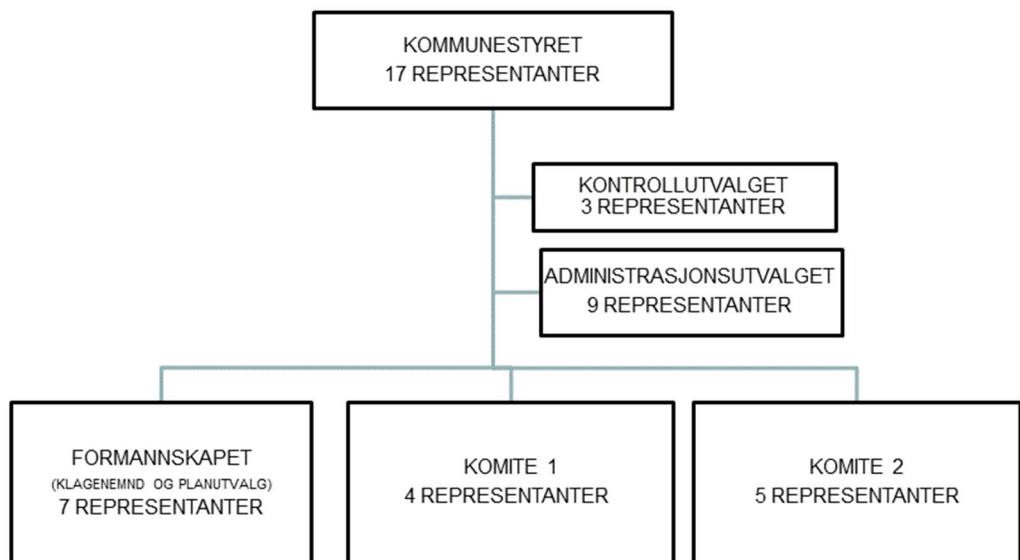 KOMMUNESTYRET
17 REPRESENTANTER
KONTROLLUTVALGET
3 REPRESENTANTER
ADMINISTRASJONSUTVALGET
9 REPRESENTANTER
FORMANNSKAPET
(KLAGENEMND OG PLANUTVALG)
7 REPRESENTANTER
KOMITE 1
4 REPRESENTANTER
KOMITE 2
5 REPRESENTANTER